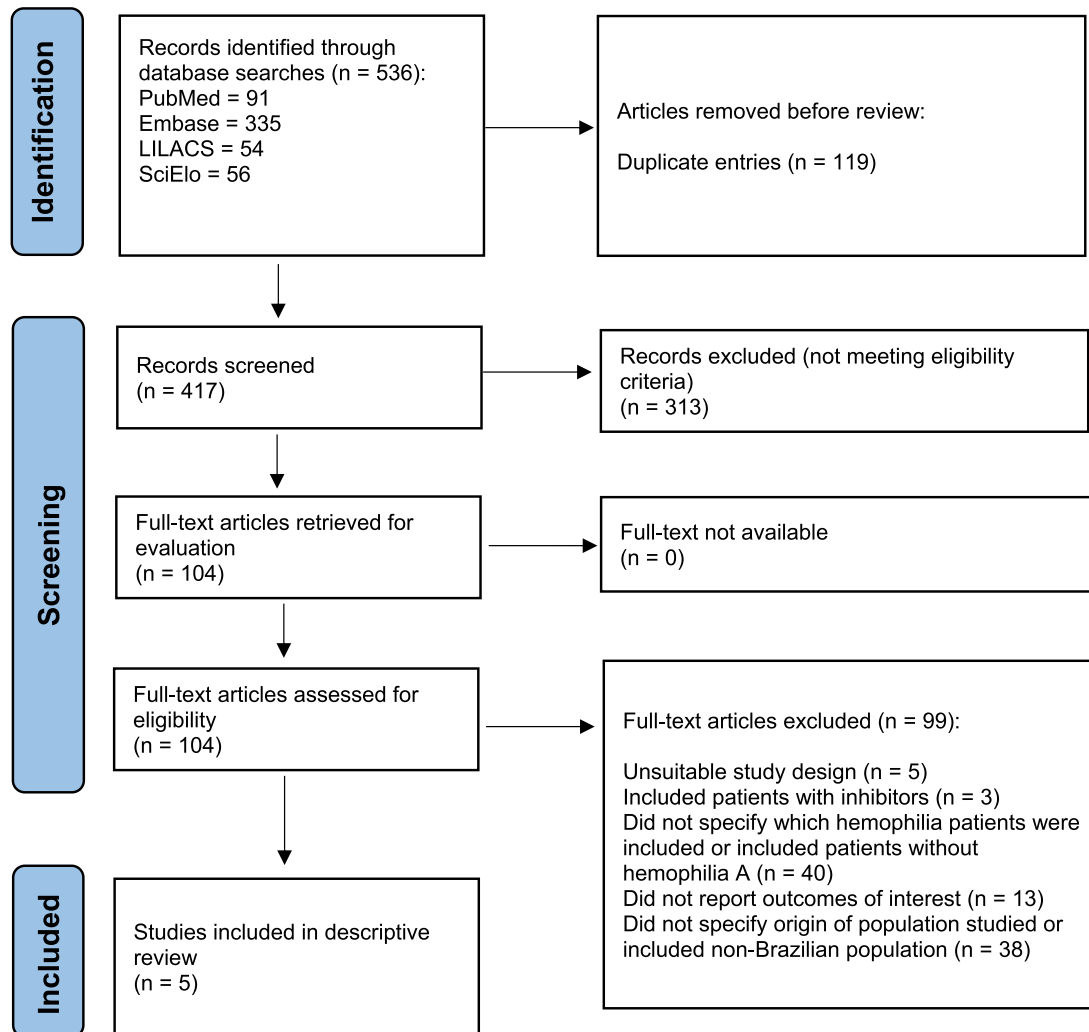 Identification
Records identified through
database searches (n = 536):
PubMed = 91
Embase = 335
LILACS = 54
SciElo = 56
Articles removed before review:
Duplicate entries (n = 119)
Screening
Records screened
(n = 417)
Records excluded (not meeting eligibility
criteria)
(n = 313)
Full-text articles retrieved for
evaluation
(n = 104)
Full-text not available
(n = 0)
Full-text articles assessed for
eligibility
(n = 104)
Full-text articles excluded (n = 99):
Unsuitable study design (n = 5)
Included patients with inhibitors (n = 3)
Did not specify which hemophilia patients were
included or included patients without
hemophilia A (n = 40)
Did not report outcomes of interest (n = 13)
Did not specify origin of population studied or
included non-Brazilian population (n = 38)
Included
Studies included in descriptive
review
(n = 5)